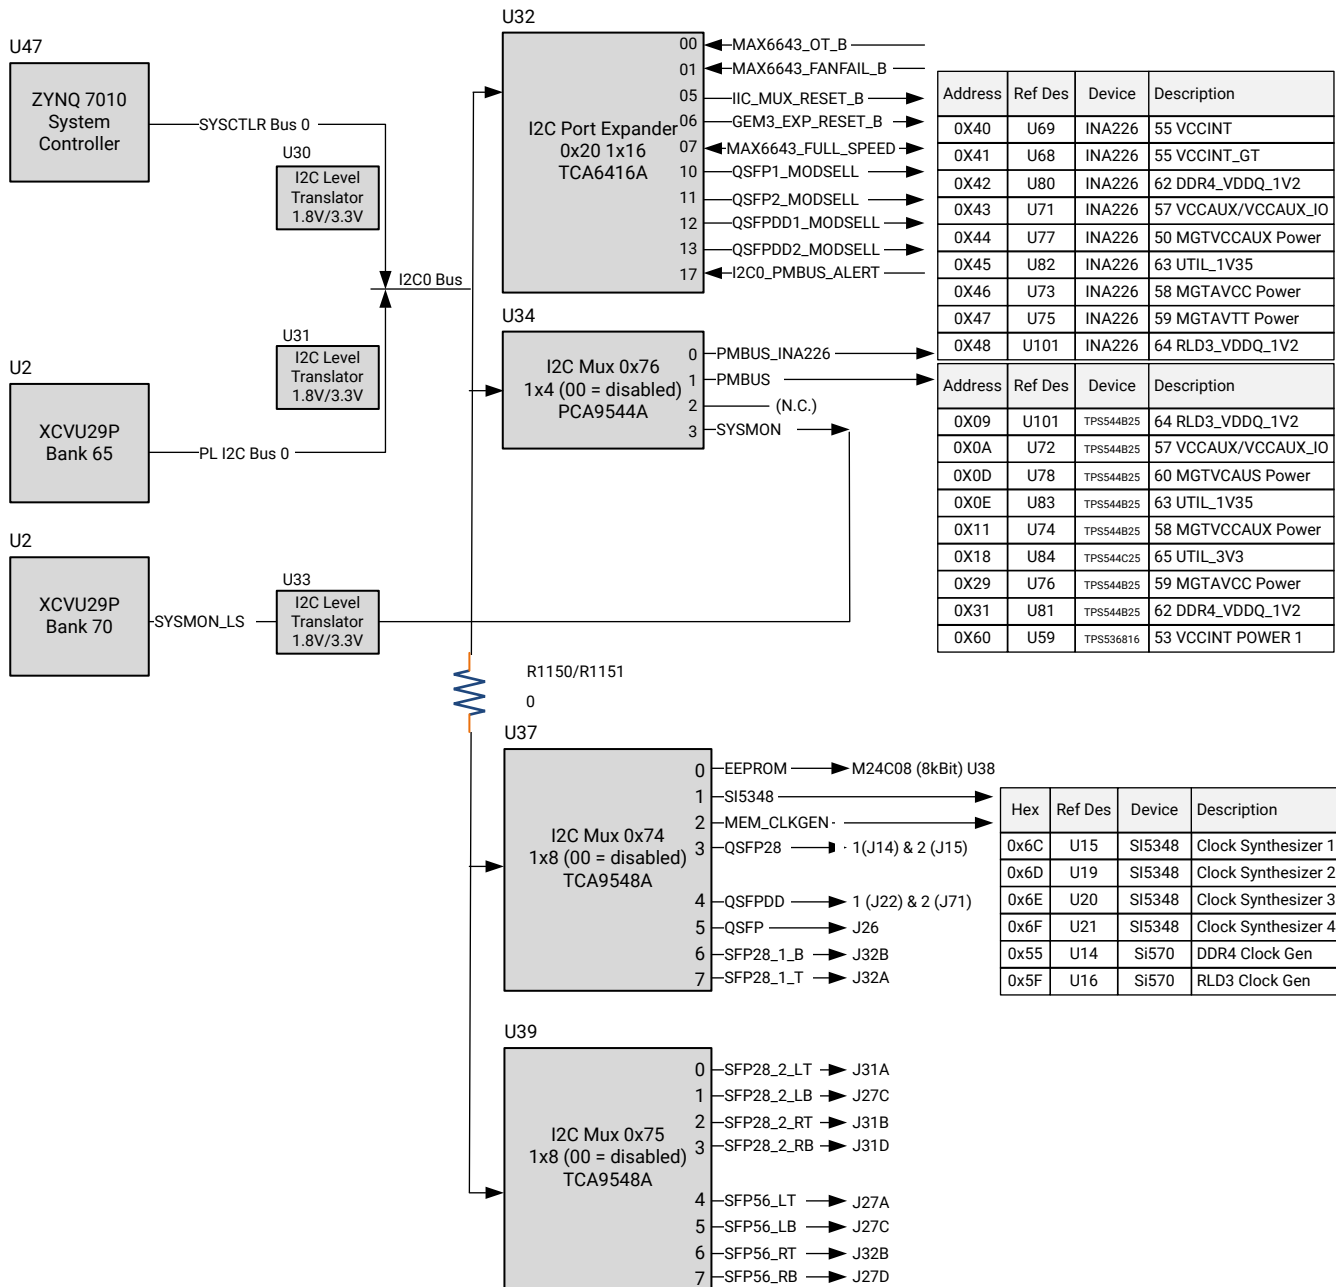 U47
ZYNQ 7010
System
Controller
SYSCTLR Bus 0
U30
I2C Level
Translator
1.8V/3.3V
I2C0 Bus
U31
I2C Level
Translator
1.8V/3.3V
U2
XCVU29P
Bank 65
PL I2C Bus 0
U2
XCVU29P
Bank 70
SYSMON_LS
U33
I2C Level
Translator
1.8V/3.3V
U32
I2C Port Expander
0x20 1x16
TCA6416A
00 MAX6643_OT_B
01 MAX6643_FANFAIL_B
05 IIC_MUX_RESET_B
06 GEM3_EXP_RESET_B
07 MAX6643_FULL_SPEED
10 QSFP1_MODSELL
11 QSFP2_MODSELL
12 QSFPDD1_MODSELL
13 QSFPDD2_MODSELL
17 I2C0_PMBUS_ALERT
U34
I2C Mux 0x76
1x4 (00 = disabled)
PCA9544A
0 PMBUS_INA226
1 PMBUS
2 (N.C.)
3 SYSMON
Address Ref Des Device Description
0X40 U69 INA226 55 VCCINT
0X41 U68 INA226 55 VCCINT_GT
0X42 U80 INA226 62 DDR4_VDDQ_1V2
0X43 U71 INA226 57 VCCAUX/VCCAUX_IO
0X44 U77 INA226 50 MGTVCCAUX Power
0X45 U82 INA226 63 UTIL_1V35
0X46 U73 INA226 58 MGTAVCC Power
0X47 U75 INA226 59 MGTAVTT Power
0X48 U101 INA226 64 RLD3_VDDQ_1V2
Address Ref Des Device Description
0X09 U101 TPS544B25 64 RLD3_VDDQ_1V2
0X0A U72 TPS544B25 57 VCCAUX/VCCAUX_IO
0X0D U78 TPS544B25 60 MGTVCAUS Power
0X0E U83 TPS544B25 63 UTIL_1V35
0X11 U74 TPS544B25 58 MGTVCCAUX Power
0X18 U84 TPS544C25 65 UTIL_3V3
0X29 U76 TPS544B25 59 MGTAVCC Power
0X31 U81 TPS544B25 62 DDR4_VDDQ_1V2
0X60 U59 TPS536816 53 VCCINT POWER 1
R1150/R1151
0
U37
I2C Mux 0x74
1x8 (00 = disabled)
TCA9548A
0 EEPROM M24C08 (8kBit) U38
1 SI5348
2 MEM_CLKGEN
3 QSFP28 1(J14) & 2 (J15)
4 QSFPDD 1 (J22) & 2 (J71)
5 QSFP J26
6 SFP28_1_B J32B
7 SFP28_1_T J32A
Hex Ref Des Device Description
0x6C U15 SI5348 Clock Synthesizer 1
0x6D U19 SI5348 Clock Synthesizer 2
0x6E U20 SI5348 Clock Synthesizer 3
0x6F U21 SI5348 Clock Synthesizer 4
0x55 U14 Si570 DDR4 Clock Gen
0x5F U16 Si570 RLD3 Clock Gen
U39
I2C Mux 0x75
1x8 (00 = disabled)
TCA9548A
0 SFP28_2_LT J31A
1 SFP28_2_LB J27C
2 SFP28_2_RT J31B
3 SFP28_2_RB J31D
4 SFP56_LT J27A
5 SFP56_LB J27C
6 SFP56_RT J32B
7 SFP56_RB J27D